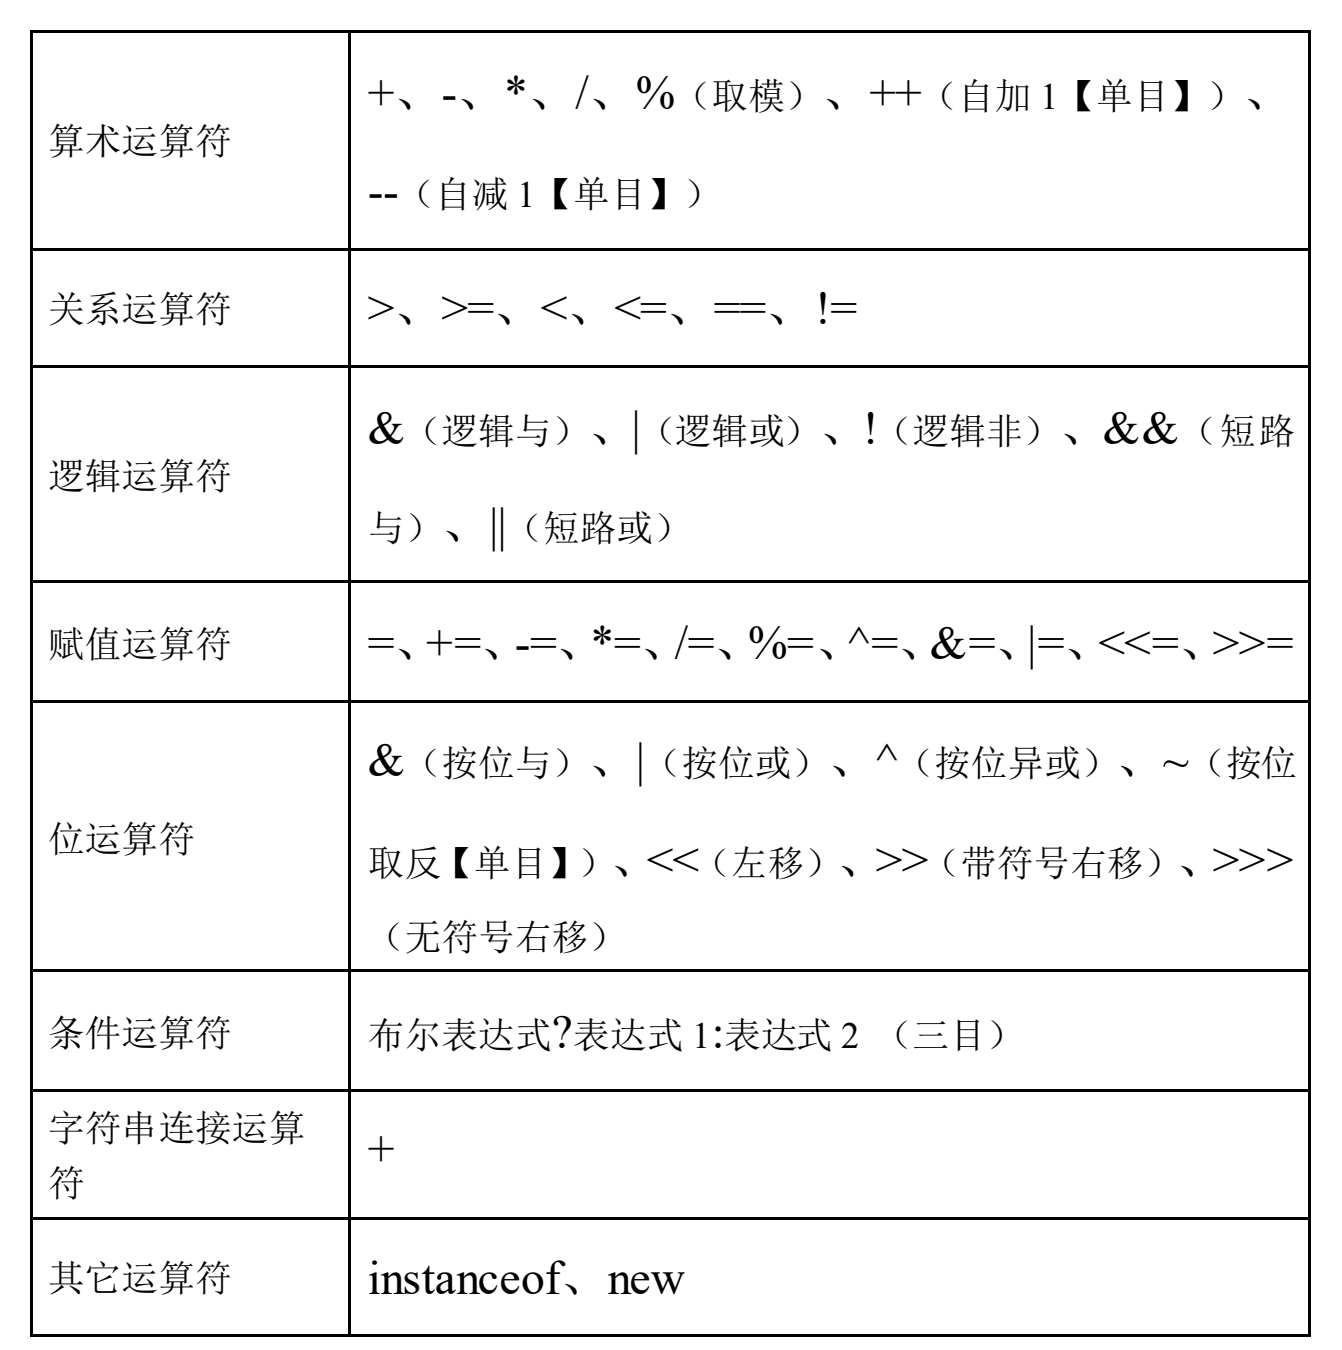 算术运算符
+、-、*、/、%（取模）、++（自加 1【单目】）、
--（自减 1【单目】）
关系运算符
>、>=、<、<=、==、!=
逻辑运算符
&（逻辑与）、|（逻辑或）、!（逻辑非）、&&（短路
与）、||（短路或）
赋值运算符
=、+=、-=、*=、/=、%=、^=、&=、|=、<<=、>>=
位运算符
&（按位与）、|（按位或）、^（按位异或）、~（按位
取反【单目】）、<<（左移）、>>（带符号右移）、>>>
（无符号右移）
条件运算符
布尔表达式?表达式 1:表达式 2 （三目）
字符串连接运算
符
+
其它运算符
instanceof、new